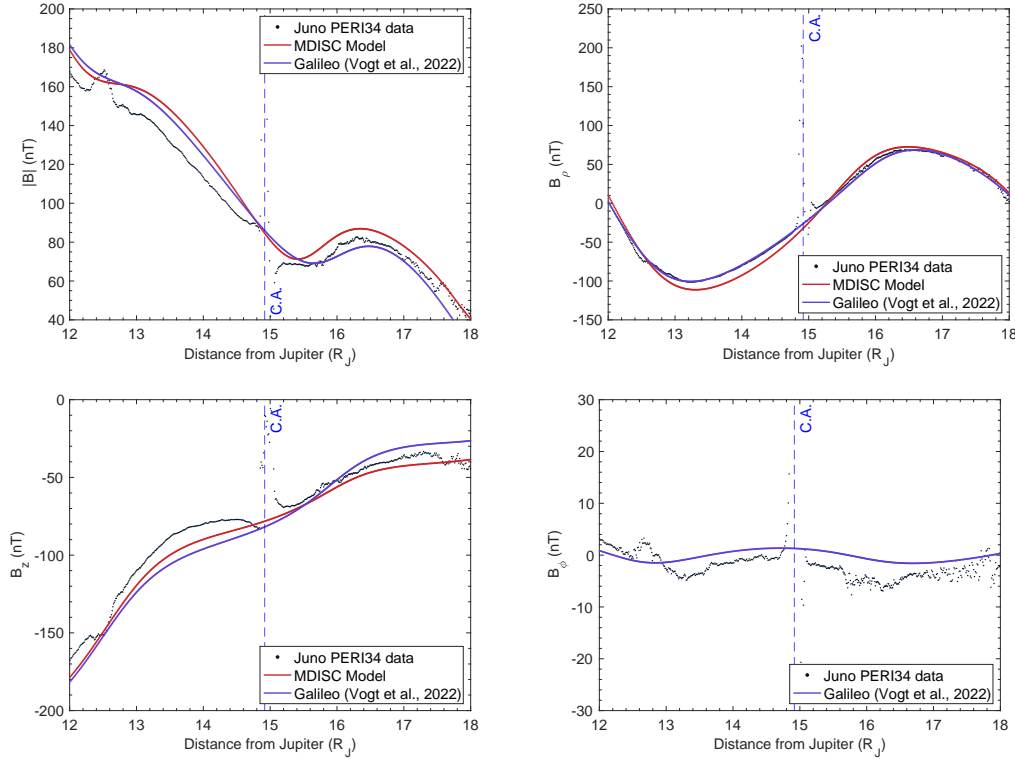 |B| (nT)
200
180
160
140
120
100
80
60
40
12 13 14 15 16 17 18
Distance from Jupiter (R_J)
C.A.
Juno PERI34 data
MDISC Model
Galileo (Vogt et al., 2022)
B_ρ (nT)
250
200
150
100
50
0
-50
-100
-150
12 13 14 15 16 17 18
Distance from Jupiter (R_J)
C.A.
Juno PERI34 data
MDISC Model
Galileo (Vogt et al., 2022)
B_z (nT)
0
-50
-100
-150
-200
12 13 14 15 16 17 18
Distance from Jupiter (R_J)
C.A.
Juno PERI34 data
MDISC Model
Galileo (Vogt et al., 2022)
B_ϕ (nT)
30
20
10
0
-10
-20
-30
12 13 14 15 16 17 18
Distance from Jupiter (R_J)
C.A.
Juno PERI34 data
Galileo (Vogt et al., 2022)